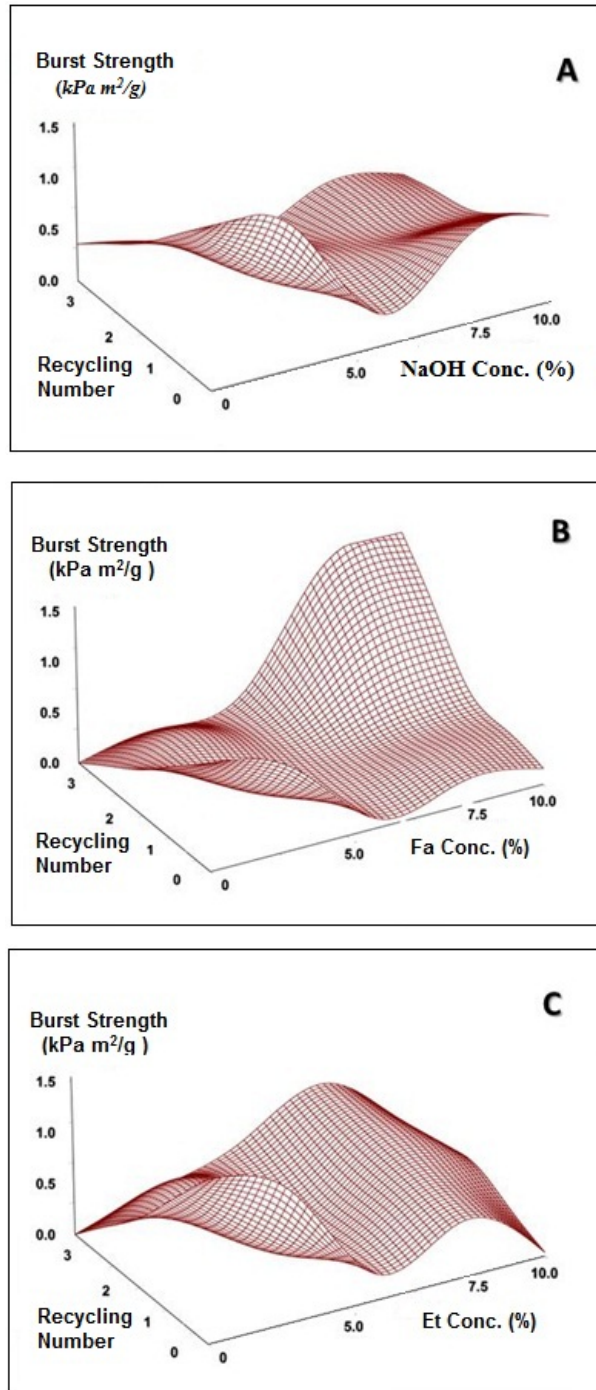 Burst Strength
(kPa m²/g)
A
1.5
1.0
0.5
0.0
3
2
1
0
Recycling
Number
0
5.0
7.5
10.0
NaOH Conc. (%)
Burst Strength
(kPa m²/g )
B
1.5
1.0
0.5
0.0
3
2
1
0
Recycling
Number
0
5.0
7.5
10.0
Fa Conc. (%)
Burst Strength
(kPa m²/g )
C
1.5
1.0
0.5
0.0
3
2
1
0
Recycling
Number
0
5.0
7.5
10.0
Et Conc. (%)